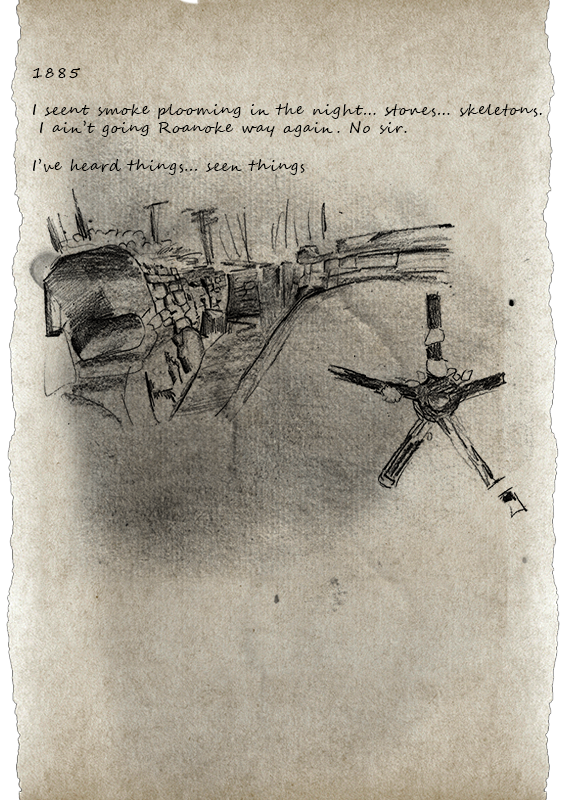 1885
I seent smoke plooming in the night... stones... skeletons.
I ain't going Roanoke way again. No sir.
I've heard things... seen things